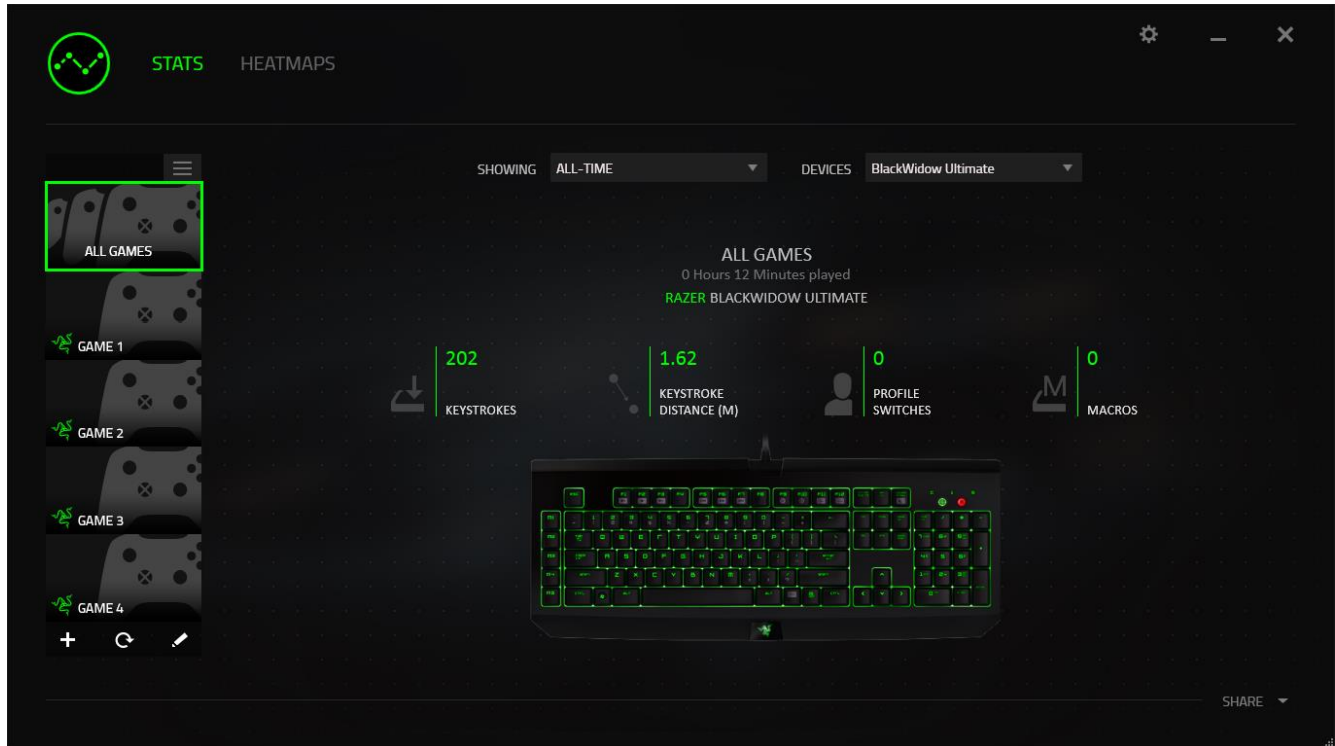 STATS HEATMAPS
SHOWING ALL-TIME DEVICES BlackWidow Ultimate
ALL GAMES
GAME 1
GAME 2
GAME 3
GAME 4
ALL GAMES
0 Hours 12 Minutes played
RAZER BLACKWIDOW ULTIMATE
202
KEYSTROKES
1.62
KEYSTROKE
DISTANCE (M)
0
PROFILE
SWITCHES
M
0
MACROS
SHARE